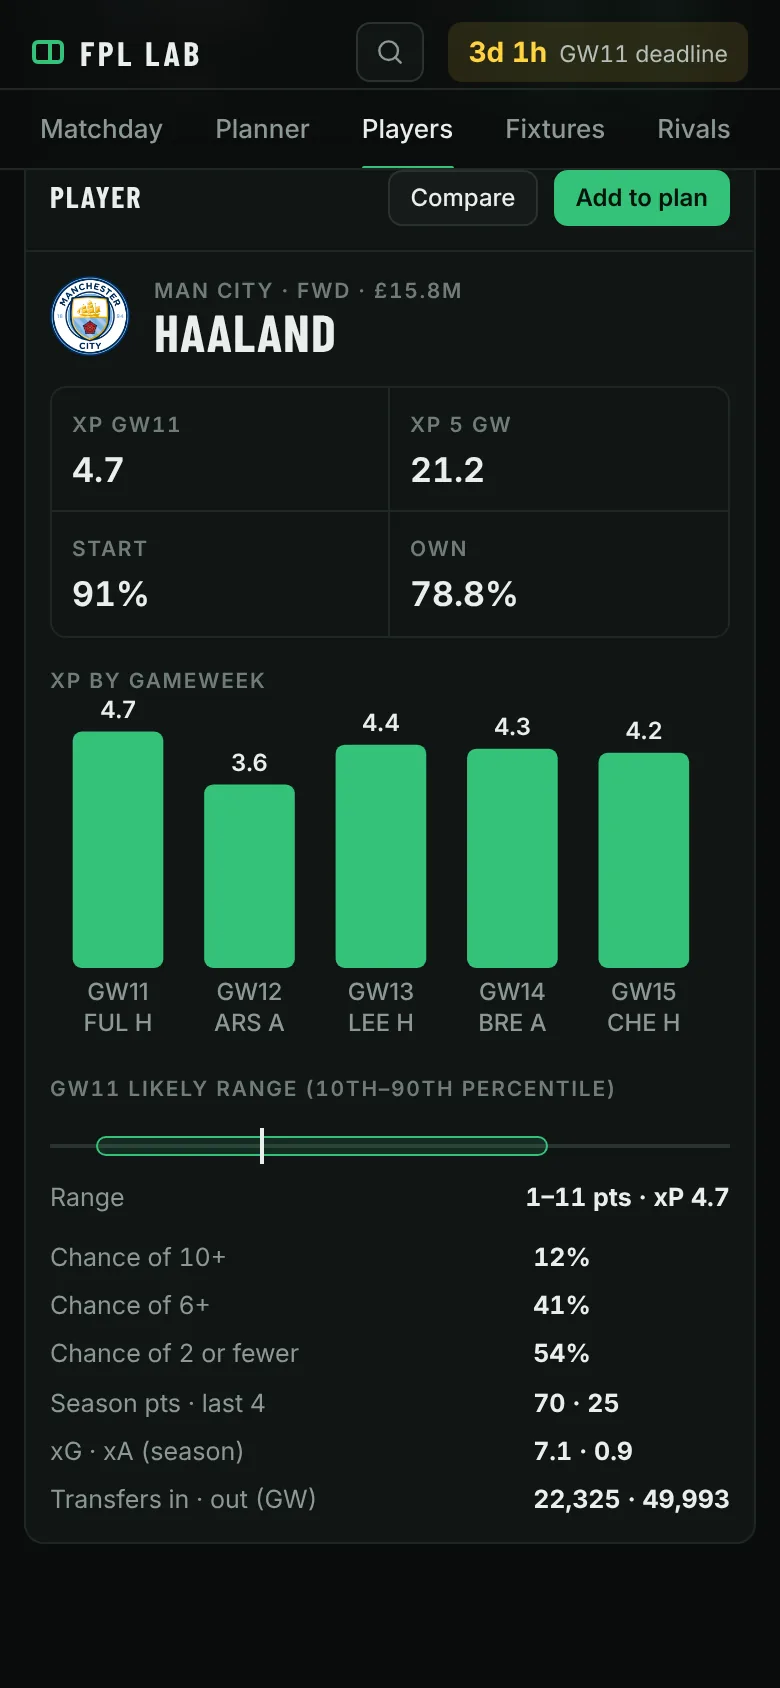 FPL LAB
3d 1h GW11 deadline
Matchday Planner Players Fixtures Rivals
PLAYER Compare Add to plan
MANCHESTER
CITY
MAN CITY · FWD · £15.8M
HAALAND
XP GW11 XP 5 GW
4.7 21.2
START OWN
91% 78.8%
XP BY GAMEWEEK
4.7 3.6 4.4 4.3 4.2
GW11 GW12 GW13 GW14 GW15
FUL H ARS A LEE H BRE A CHE H
GW11 LIKELY RANGE (10TH–90TH PERCENTILE)
Range 1–11 pts · xP 4.7
Chance of 10+ 12%
Chance of 6+ 41%
Chance of 2 or fewer 54%
Season pts · last 4 70 · 25
xG · xA (season) 7.1 · 0.9
Transfers in · out (GW) 22,325 · 49,993